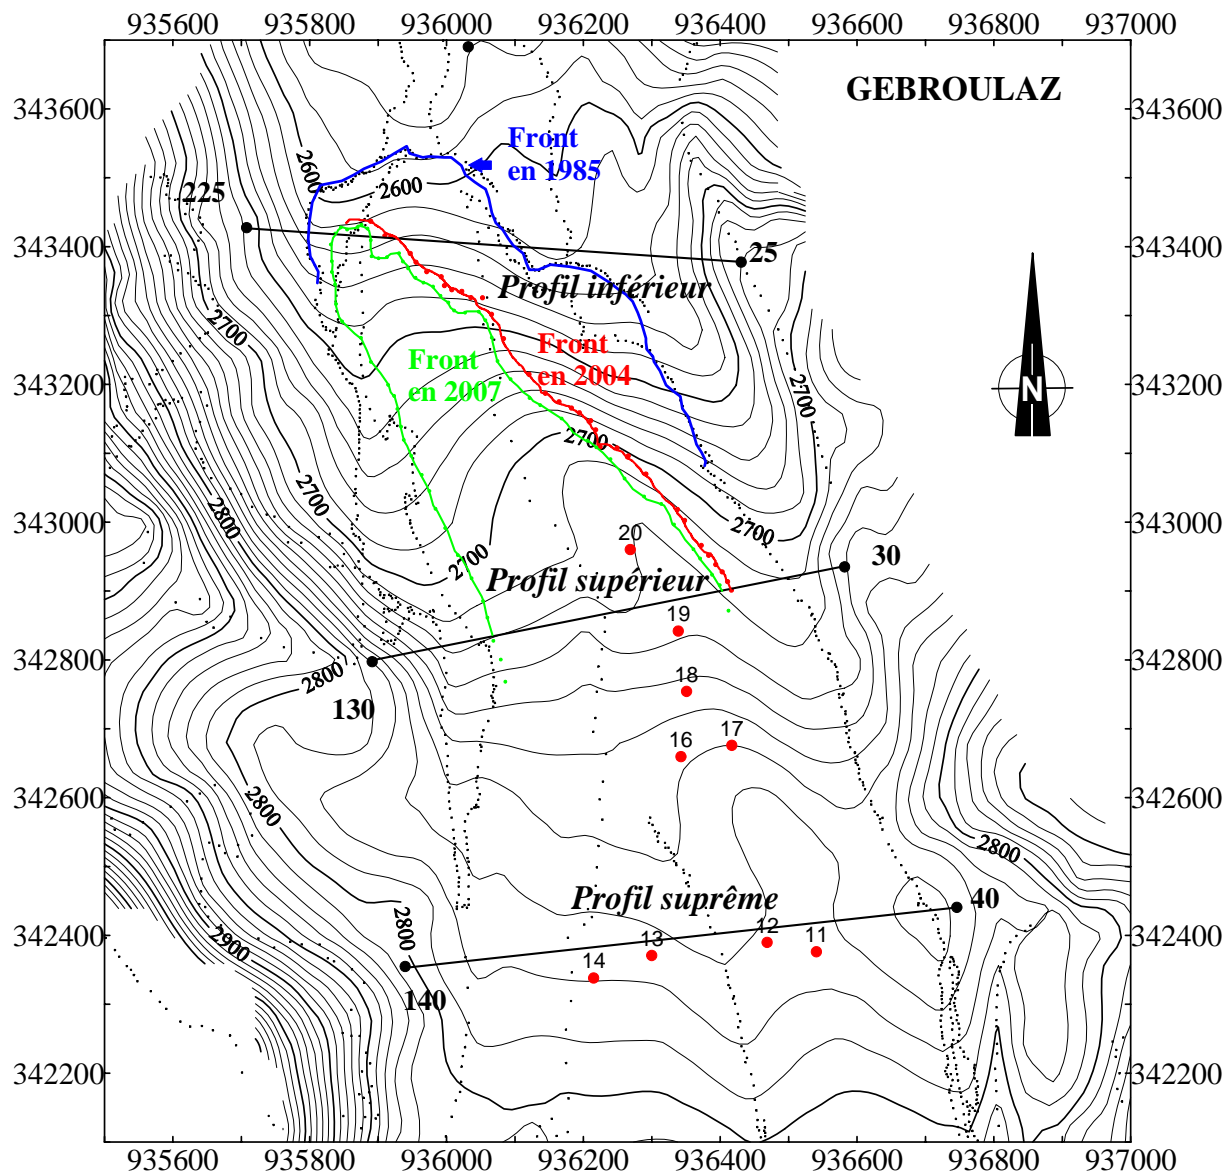 935600 935800 936000 936200 936400 936600 936800 937000
GEBROULAZ
343600 343600
Front
en 1985
2600
2600
225
343400 343400
25
Profil inférieur
2700
Front
en 2004
Front
en 2007
N
343200 343200
2700
2700
2700
2800
343000 343000
2700
20
30
2700
Profil supérieur
19
342800 342800
2800
18
130
17
16
2800
342600 342600
2800
Profil suprême
40
2800
12
11
13
342400 342400
2900
14
140
342200 342200
935600 935800 936000 936200 936400 936600 936800 937000